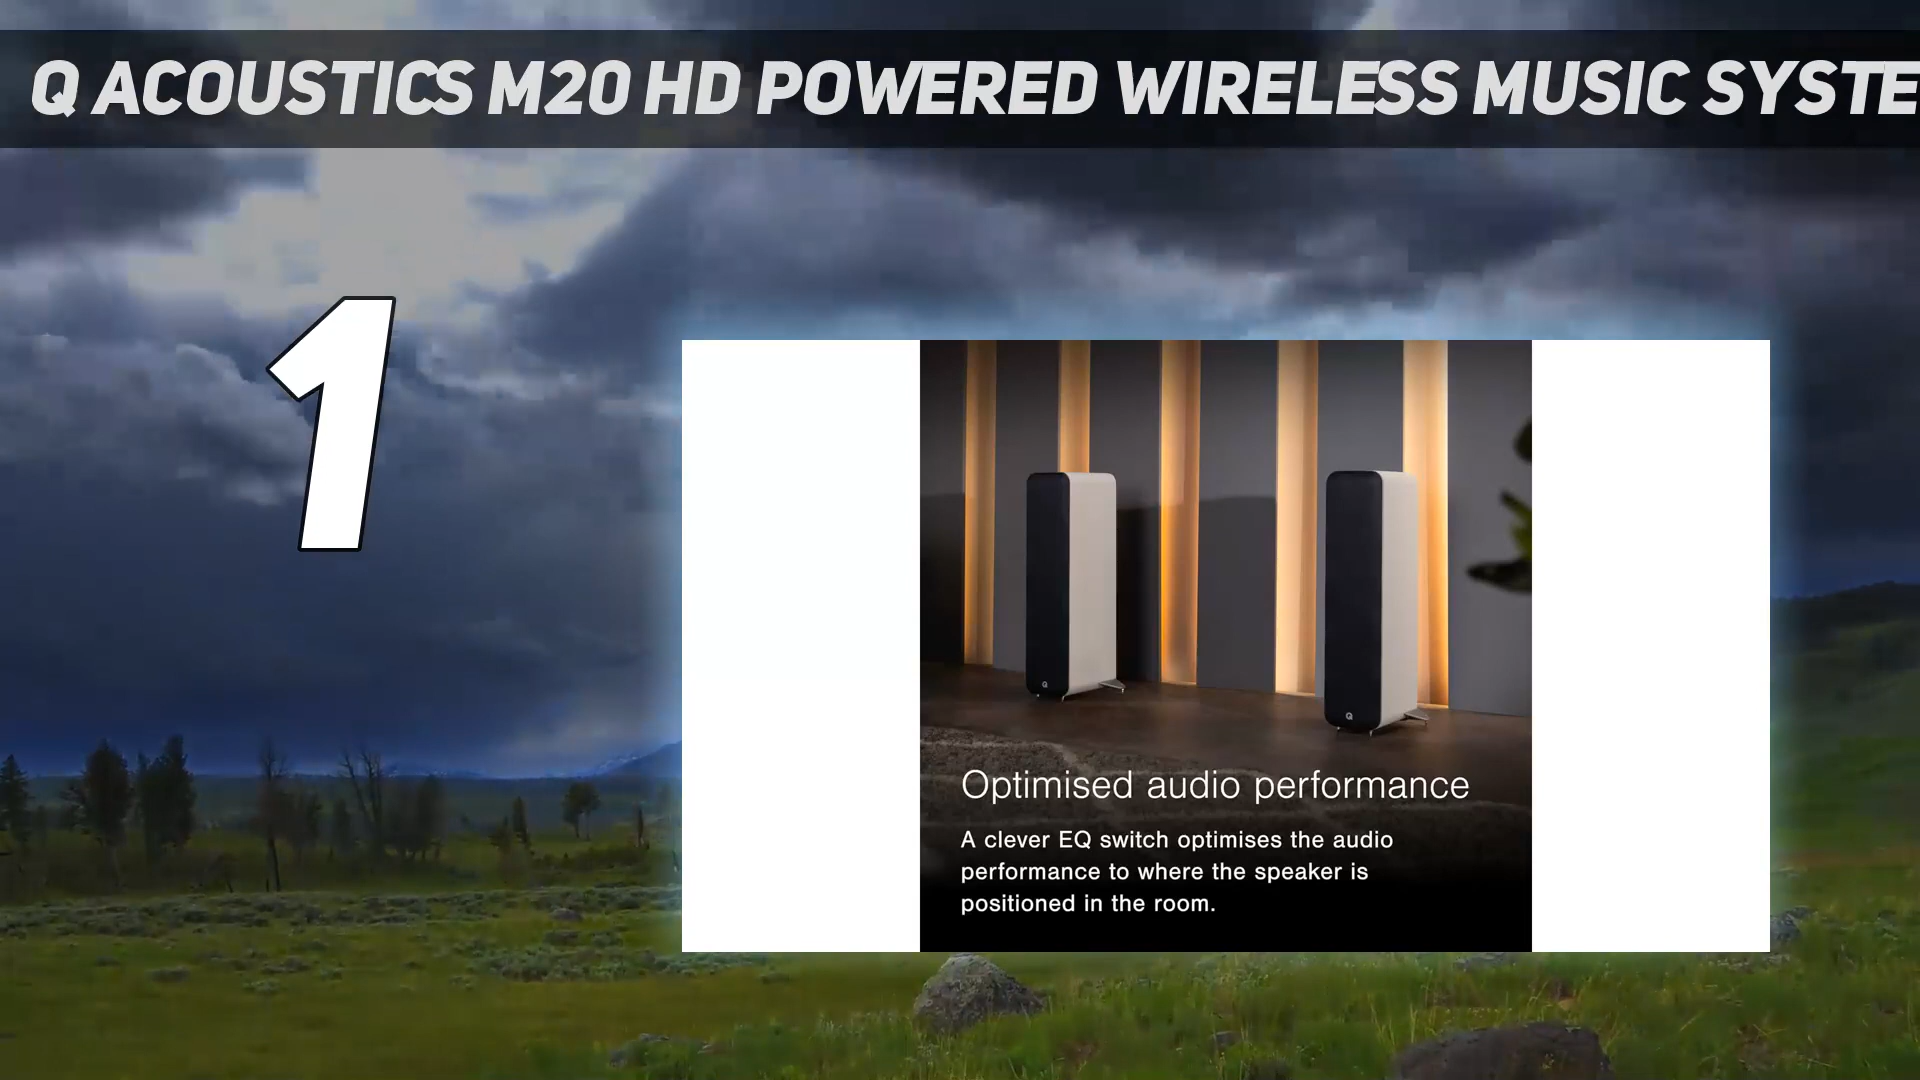 Q ACOUSTICS M20 HD POWERED WIRELESS MUSIC SYSTE
1
Q
Q
Optimised audio performance
A clever EQ switch optimises the audio
performance to where the speaker is
positioned in the room.